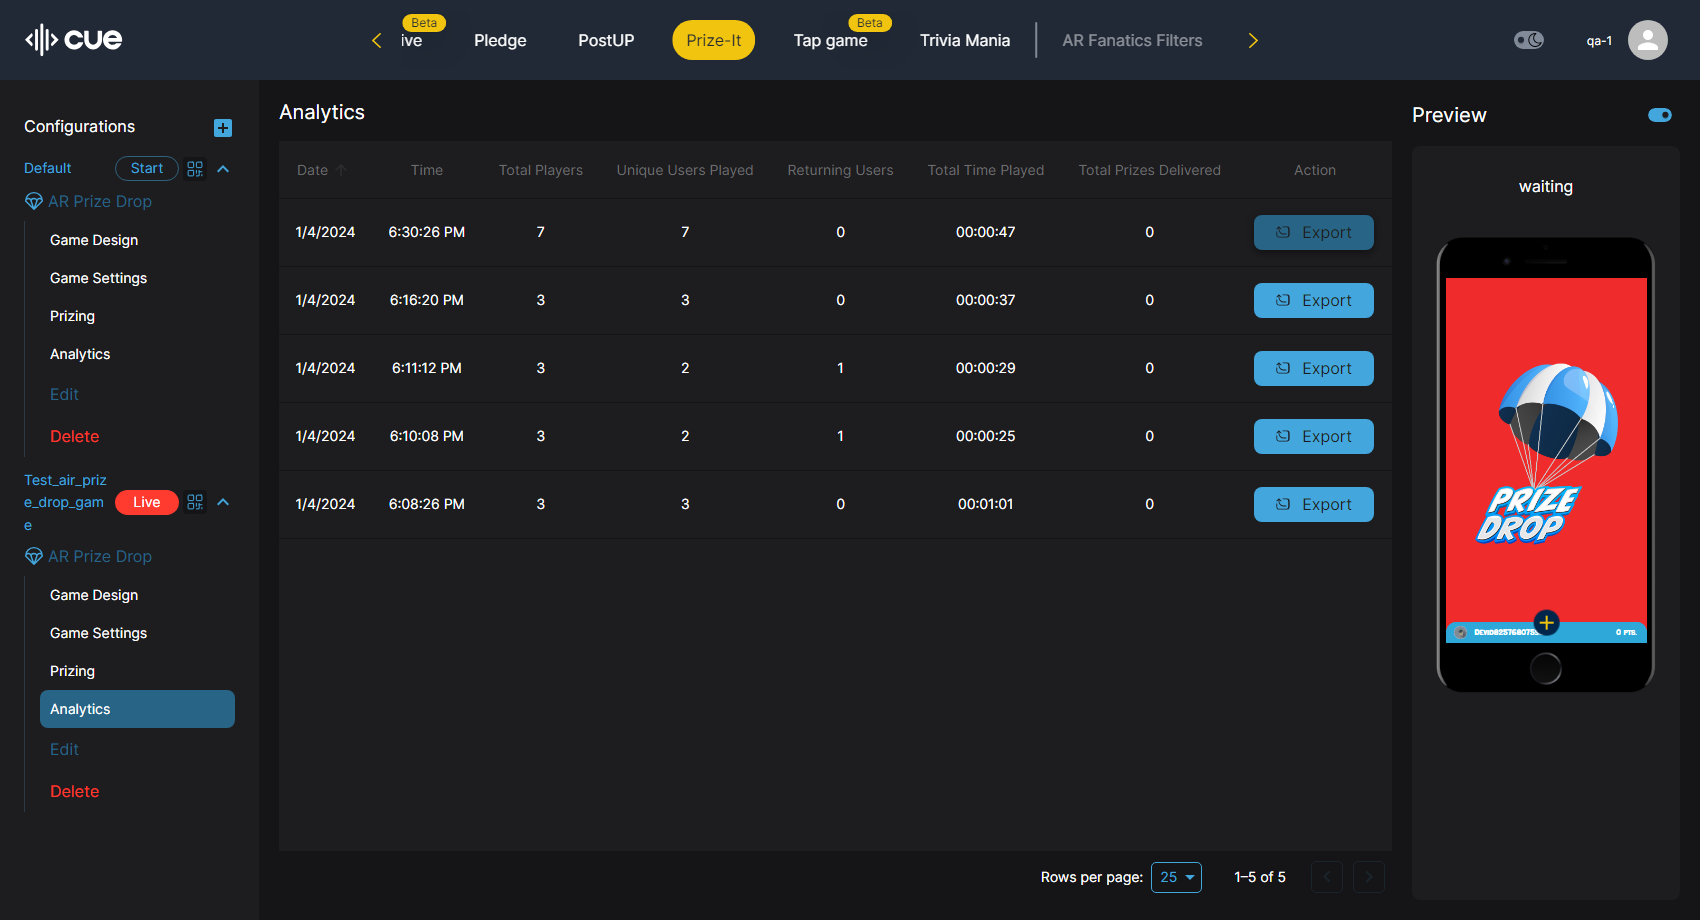 cue
Beta
ive
Pledge
PostUP
Prize-It
Beta
Tap game
Trivia Mania
AR Fanatics Filters
qa-1
Configurations
Default
Start
AR Prize Drop
Game Design
Game Settings
Prizing
Analytics
Edit
Delete
Test_air_priz
e_drop_gam
e
Live
AR Prize Drop
Game Design
Game Settings
Prizing
Analytics
Edit
Delete
Analytics
Date Time Total Players Unique Users Played Returning Users Total Time Played Total Prizes Delivered Action
1/4/2024 6:30:26 PM 7 7 0 00:00:47 0 Export
1/4/2024 6:16:20 PM 3 3 0 00:00:37 0 Export
1/4/2024 6:11:12 PM 3 2 1 00:00:29 0 Export
1/4/2024 6:10:08 PM 3 2 1 00:00:25 0 Export
1/4/2024 6:08:26 PM 3 3 0 00:01:01 0 Export
Rows per page: 25 1–5 of 5
Preview
waiting
PRIZE
DROP
0 PTS.